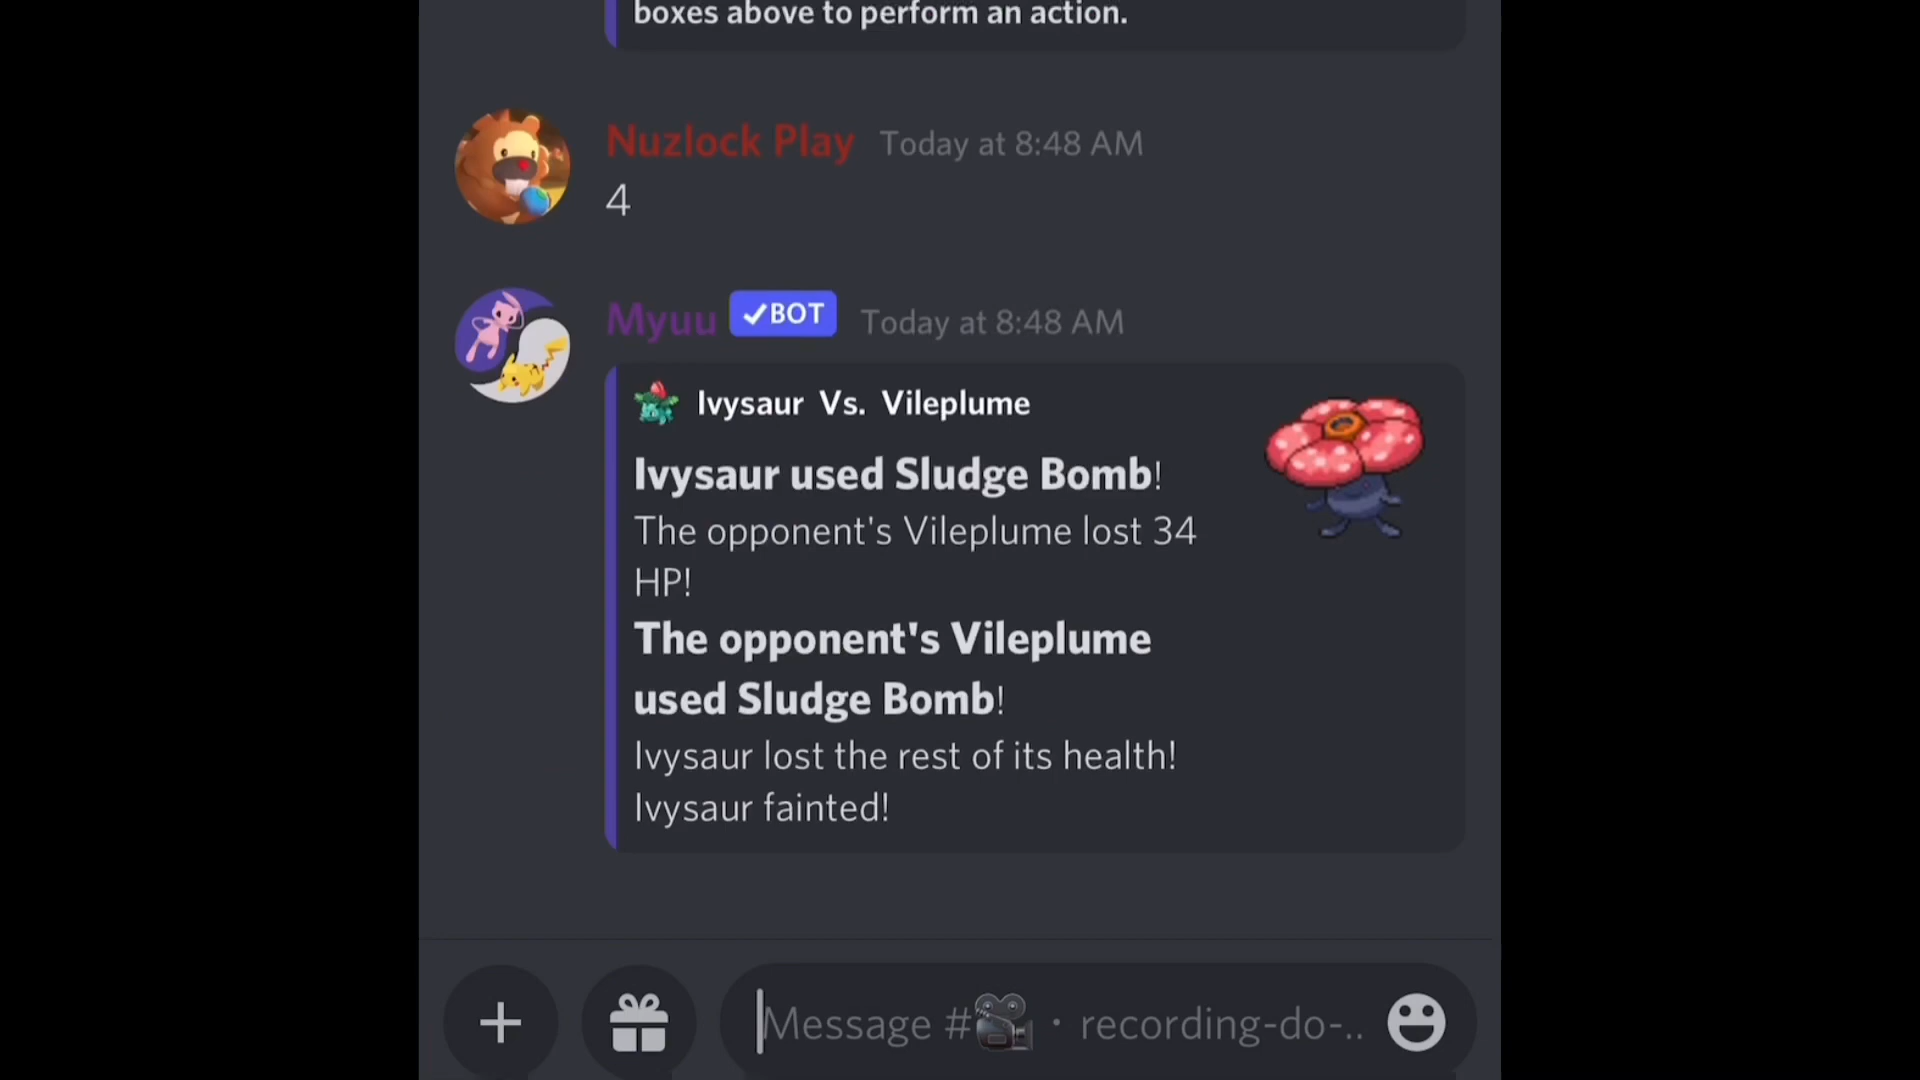 boxes above to perform an action.
Nuzlock Play Today at 8:48 AM
4
Myuu ✓BOT Today at 8:48 AM
Ivysaur Vs. Vileplume
Ivysaur used Sludge Bomb!
The opponent's Vileplume lost 34
HP!
The opponent's Vileplume
used Sludge Bomb!
Ivysaur lost the rest of its health!
Ivysaur fainted!
Message #🎥 · recording-do-..